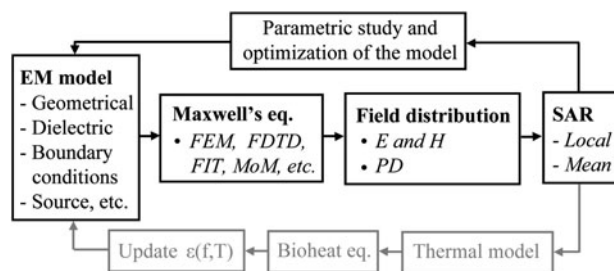 Parametric study and
optimization of the model
EM model
- Geometrical
- Dielectric
- Boundary
conditions
- Source, etc.
Maxwell's eq.
• FEM, FDTD,
FIT, MoM, etc.
Field distribution
• E and H
• PD
SAR
- Local
- Mean
Update ε(f,T)
Bioheat eq.
Thermal model